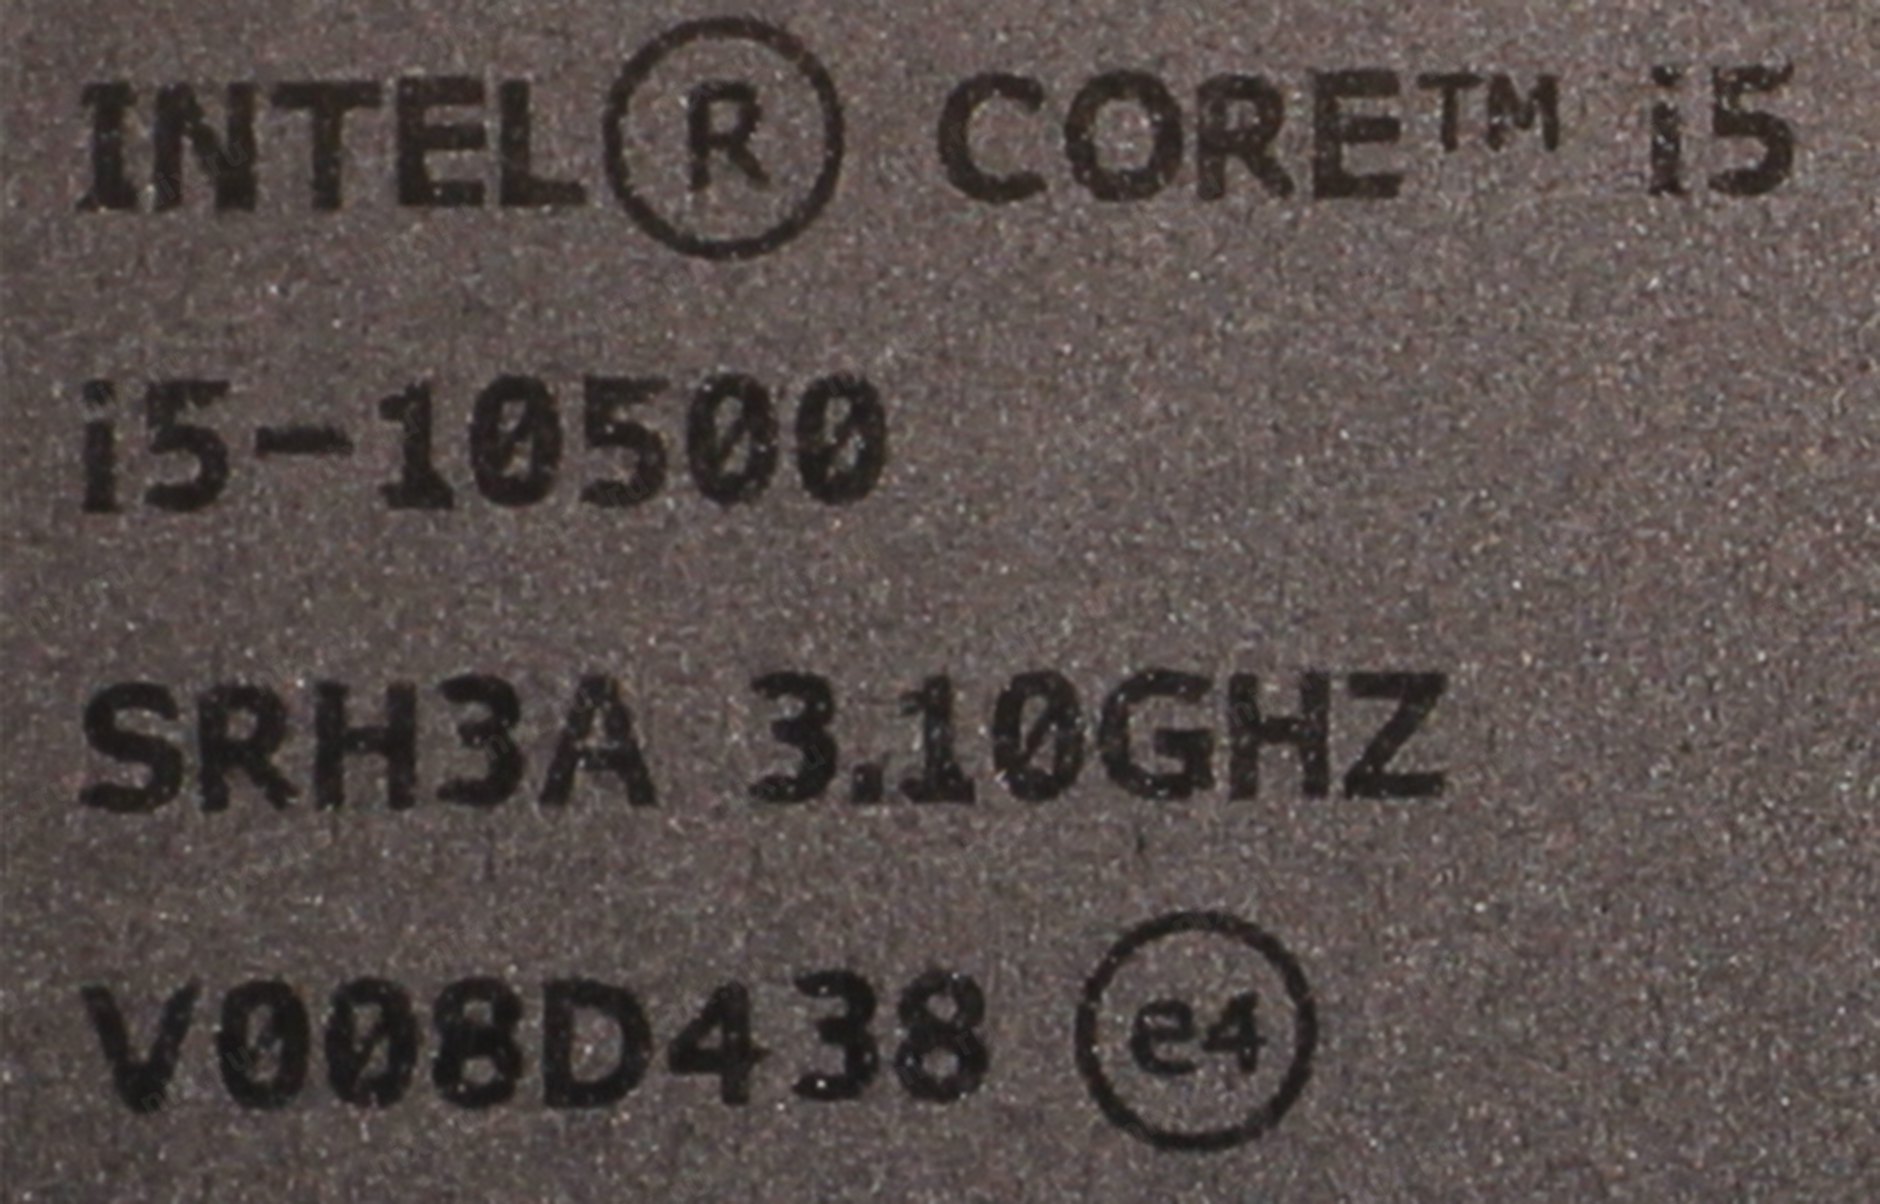 INTEL® CORE™ i5
i5-10500
SRH3A 3.10GHZ
V008D438 e4